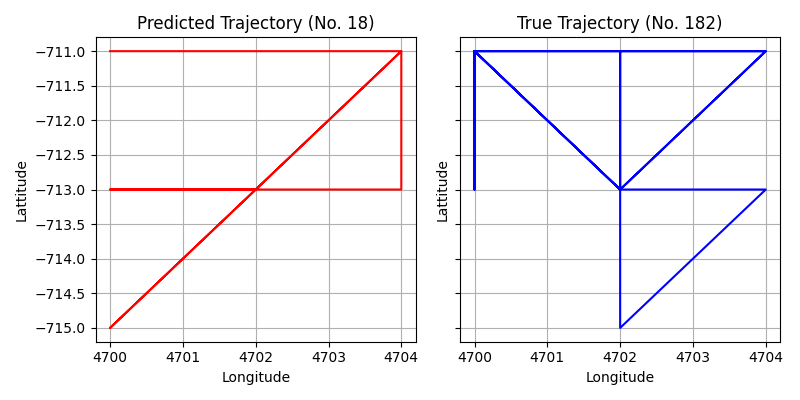 Predicted Trajectory (No. 18)
True Trajectory (No. 182)
−711.0
−711.5
−712.0
−712.5
−713.0
−713.5
−714.0
−714.5
−715.0
Lattitude
Lattitude
4700 4701 4702 4703 4704
4700 4701 4702 4703 4704
Longitude
Longitude